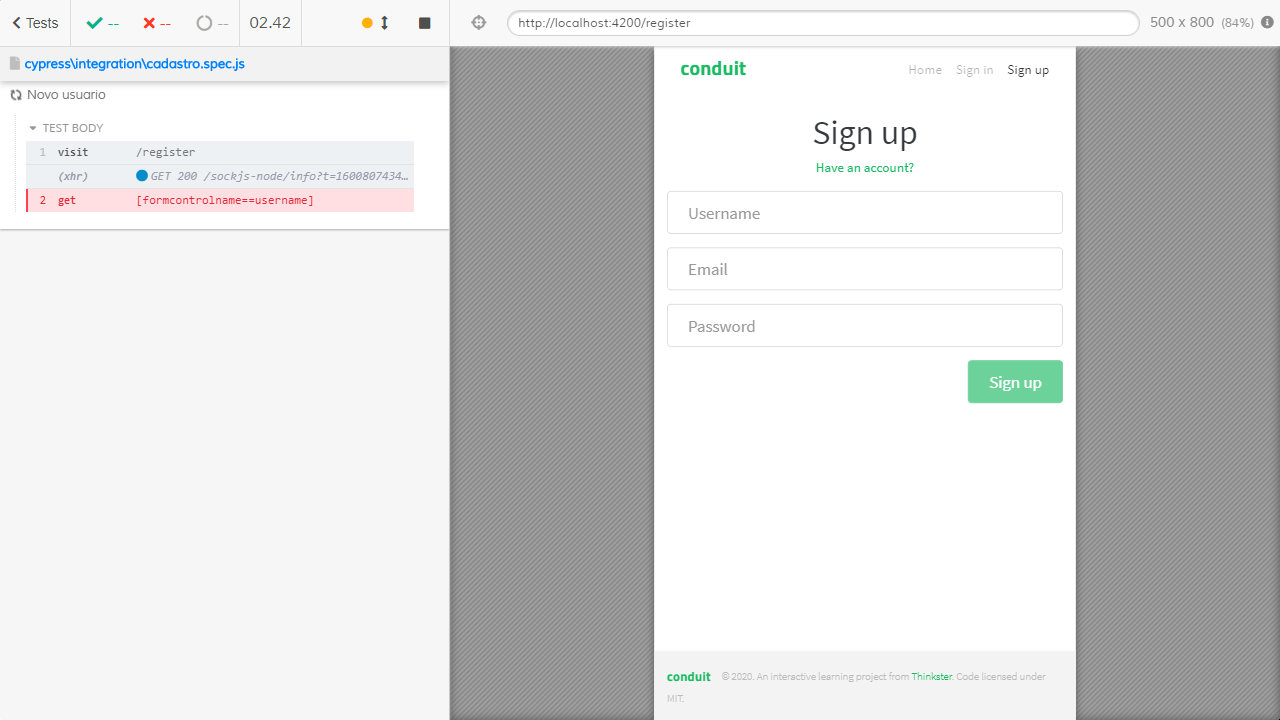 Tests
--
--
--
02.42
http://localhost:4200/register
500 x 800 (84%)
cypress\integration\cadastro.spec.js
Novo usuario
TEST BODY
1 visit /register
(xhr) GET 200 /sockjs-node/info?t=1600807434…
2 get [formcontrolname==username]
conduit
Home Sign in Sign up
Sign up
Have an account?
Username
Email
Password
Sign up
conduit © 2020. An interactive learning project from Thinkster. Code licensed under
MIT.